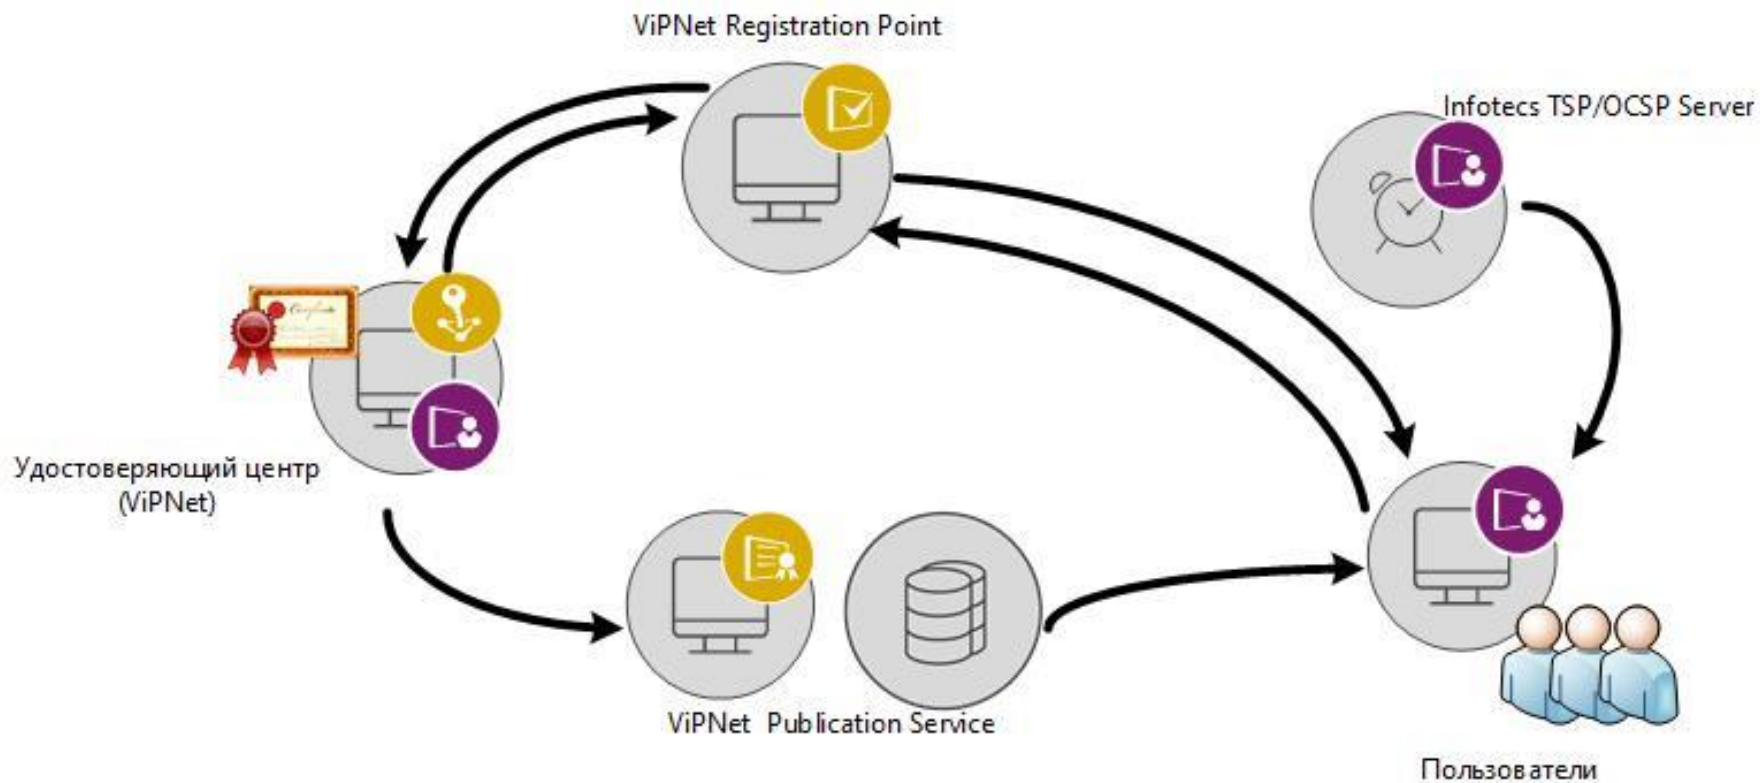 ViPNet Registration Point
Infotecs TSP/OCSP Server
Удостоверяющий центр
(ViPNet)
ViPNet Publication Service
Пользователи